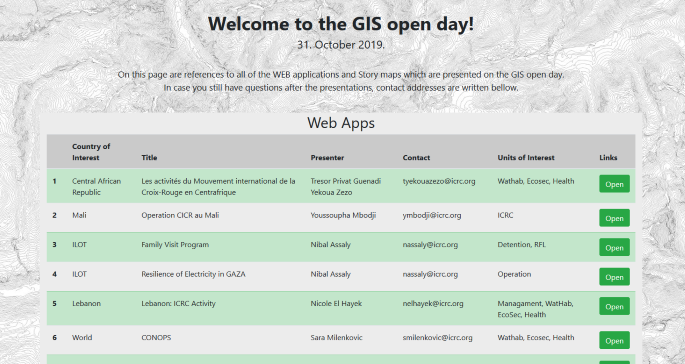 Welcome to the GIS open day!
31. October 2019.
On this page are references to all of the WEB applications and Story maps which are presented on the GIS open day.
In case you still have questions after the presentations, contact addresses are written bellow.
Web Apps
Country of Interest Title Presenter Contact Units of Interest Links
1 Central African Republic Les activités du Mouvement international de la Croix-Rouge en Centrafrique Tresor Privat Guenadi Yekoua Zezo tyekouazezo@icrc.org Wathab, Ecosec, Health Open
2 Mali Operation CICR au Mali Youssoupha Mbodji ymbodji@icrc.org ICRC Open
3 ILOT Family Visit Program Nibal Assaly nassaly@icrc.org Detention, RFL Open
4 ILOT Resilience of Electricity in GAZA Nibal Assaly nassaly@icrc.org Operation Open
5 Lebanon Lebanon: ICRC Activity Nicole El Hayek nelhayek@icrc.org Managament, WatHab, EcoSec, Health Open
6 World CONOPS Sara Milenkovic smilenkovic@icrc.org Wathab, Ecosec, Health Open